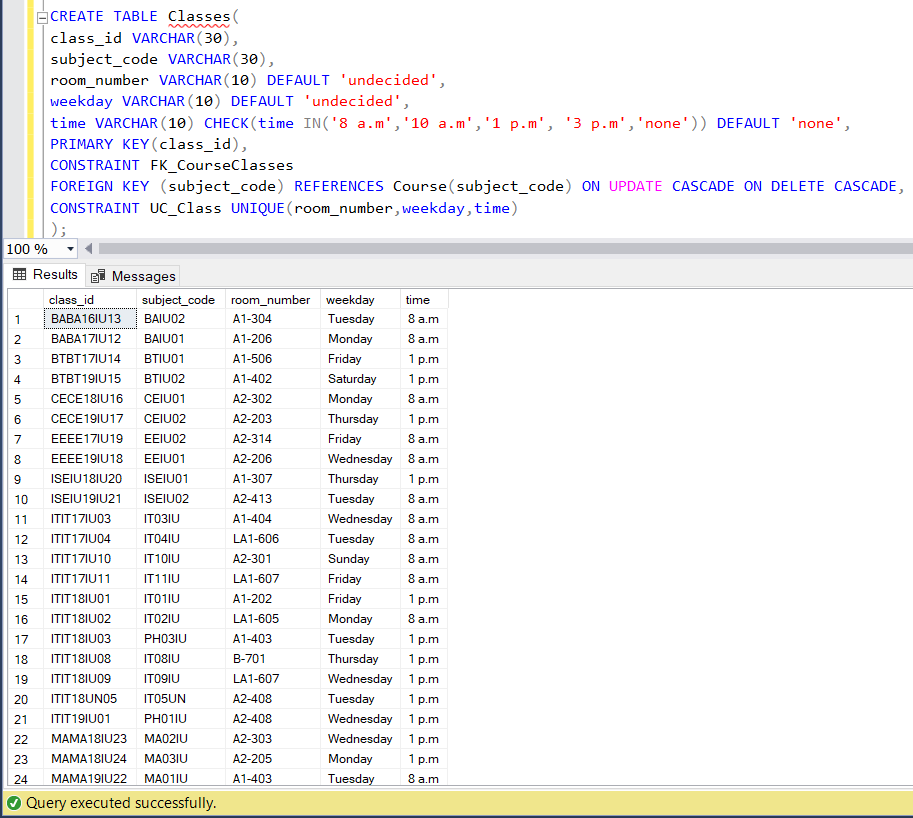 CREATE TABLE Classes(
class_id VARCHAR(30),
subject_code VARCHAR(30),
room_number VARCHAR(10) DEFAULT 'undecided',
weekday VARCHAR(10) DEFAULT 'undecided',
time VARCHAR(10) CHECK(time IN('8 a.m','10 a.m','1 p.m', '3 p.m','none')) DEFAULT 'none',
PRIMARY KEY(class_id),
CONSTRAINT FK_CourseClasses
FOREIGN KEY (subject_code) REFERENCES Course(subject_code) ON UPDATE CASCADE ON DELETE CASCADE,
CONSTRAINT UC_Class UNIQUE(room_number,weekday,time)
);
100 %
Results Messages
class_id subject_code room_number weekday time
1 BABA16IU13 BAIU02 A1-304 Tuesday 8 a.m
2 BABA17IU12 BAIU01 A1-206 Monday 8 a.m
3 BTBT17IU14 BTIU01 A1-506 Friday 1 p.m
4 BTBT19IU15 BTIU02 A1-402 Saturday 1 p.m
5 CECE18IU16 CEIU01 A2-302 Monday 8 a.m
6 CECE19IU17 CEIU02 A2-203 Thursday 1 p.m
7 EEEE17IU19 EEIU02 A2-314 Friday 8 a.m
8 EEEE19IU18 EEIU01 A2-206 Wednesday 8 a.m
9 ISEIU18IU20 ISEIU01 A1-307 Thursday 1 p.m
10 ISEIU19IU21 ISEIU02 A2-413 Tuesday 8 a.m
11 ITIT17IU03 IT03IU A1-404 Wednesday 8 a.m
12 ITIT17IU04 IT04IU LA1-606 Tuesday 8 a.m
13 ITIT17IU10 IT10IU A2-301 Sunday 8 a.m
14 ITIT17IU11 IT11IU LA1-607 Friday 8 a.m
15 ITIT18IU01 IT01IU A1-202 Friday 1 p.m
16 ITIT18IU02 IT02IU LA1-605 Monday 8 a.m
17 ITIT18IU03 PH03IU A1-403 Tuesday 1 p.m
18 ITIT18IU08 IT08IU B-701 Thursday 1 p.m
19 ITIT18IU09 IT09IU LA1-607 Wednesday 1 p.m
20 ITIT18UN05 IT05UN A2-408 Tuesday 1 p.m
21 ITIT19IU01 PH01IU A2-408 Wednesday 1 p.m
22 MAMA18IU23 MA02IU A2-303 Wednesday 1 p.m
23 MAMA18IU24 MA03IU A2-205 Monday 1 p.m
24 MAMA19IU22 MA01IU A1-403 Tuesday 8 a.m
Query executed successfully.